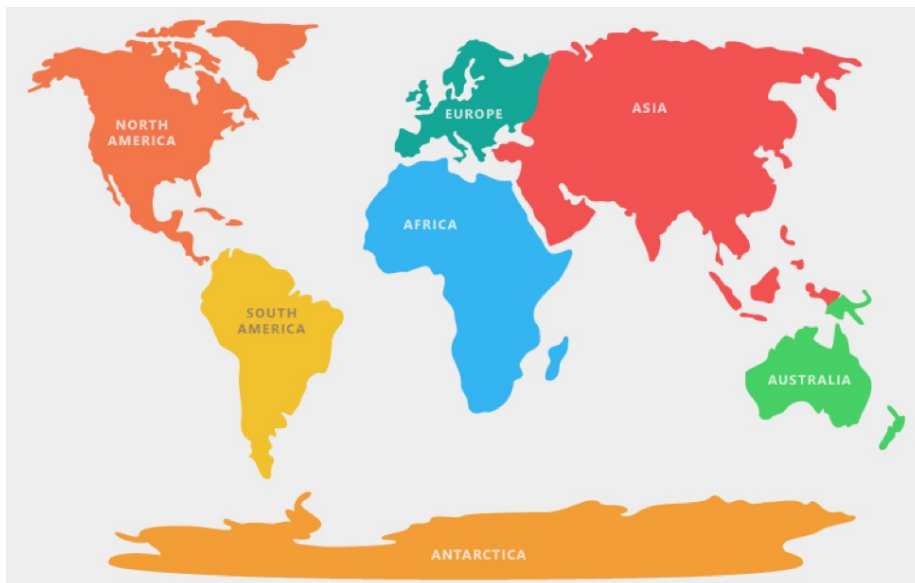 NORTH
AMERICA
EUROPE
ASIA
AFRICA
SOUTH
AMERICA
AUSTRALIA
ANTARCTICA